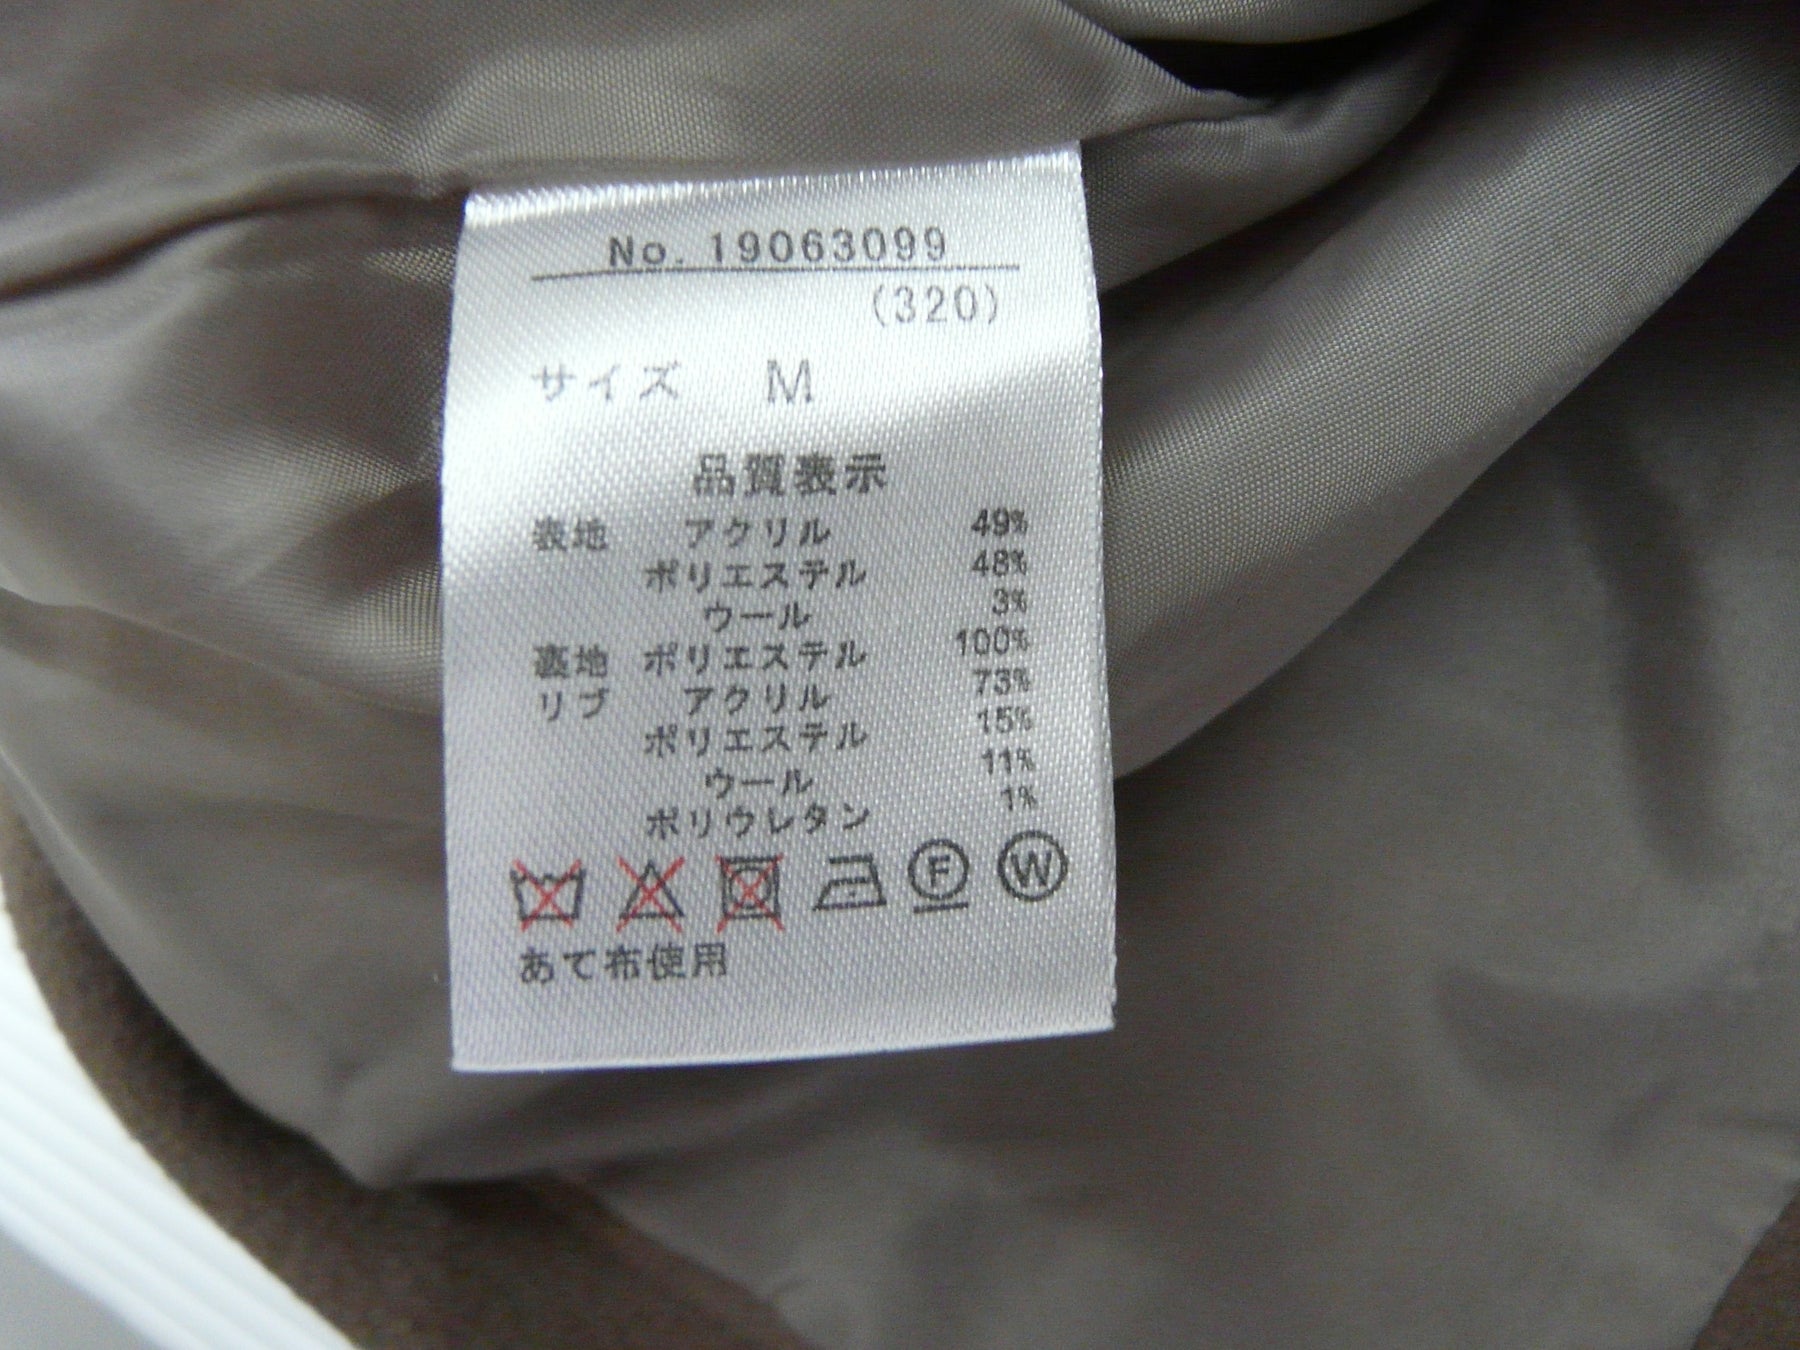 No. 19063099
(320)
サイズ M
品質表示
表地 アクリル 49%
ポリエステル 48%
ウール 3%
裏地 ポリエステル 100%
リブ アクリル 73%
ポリエステル 15%
ウール 11%
ポリウレタン 1%
F W
あて布使用